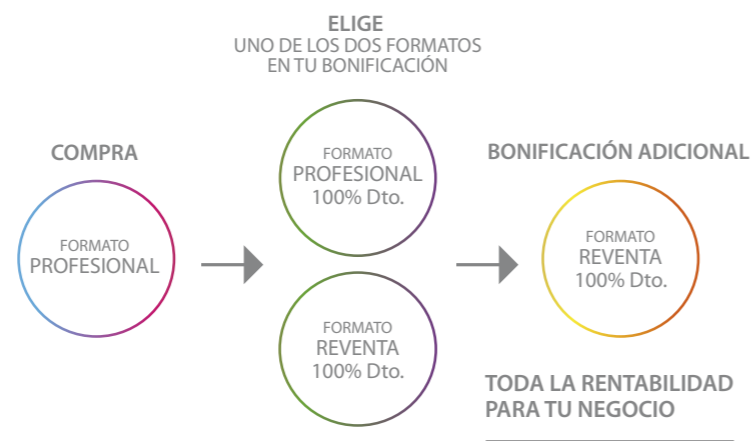 COMPRA
FORMATO
PROFESIONAL
ELIGE
UNO DE LOS DOS FORMATOS
EN TU BONIFICACIÓN
FORMATO
PROFESIONAL
100% Dto.
FORMATO
REVENTA
100% Dto.
BONIFICACIÓN ADICIONAL
FORMATO
REVENTA
100% Dto.
TODA LA RENTABILIDAD
PARA TU NEGOCIO